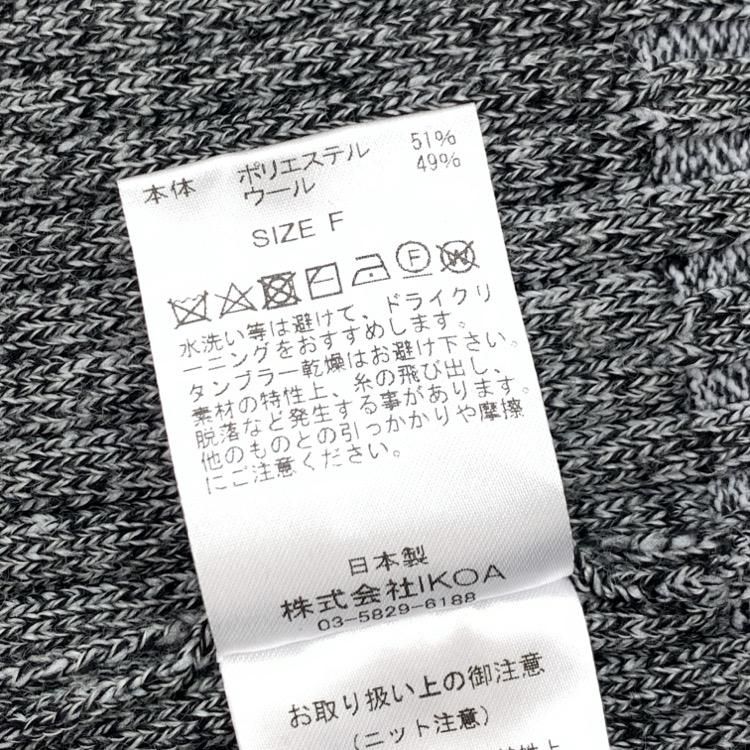 本体 ポリエステル 51%
ウール 49%
SIZE F
F W
水洗い等は避けて、ドライクリ
ーニングをおすすめします。
タンブラー乾燥はお避け下さい。
素材の特性上、糸の飛び出し、
脱落など発生する事があります。
他のものとの引っかかりや摩擦
にご注意ください。
日本製
株式会社IKOA
03-5829-6188
お取り扱い上の御注意
(ニット注意)